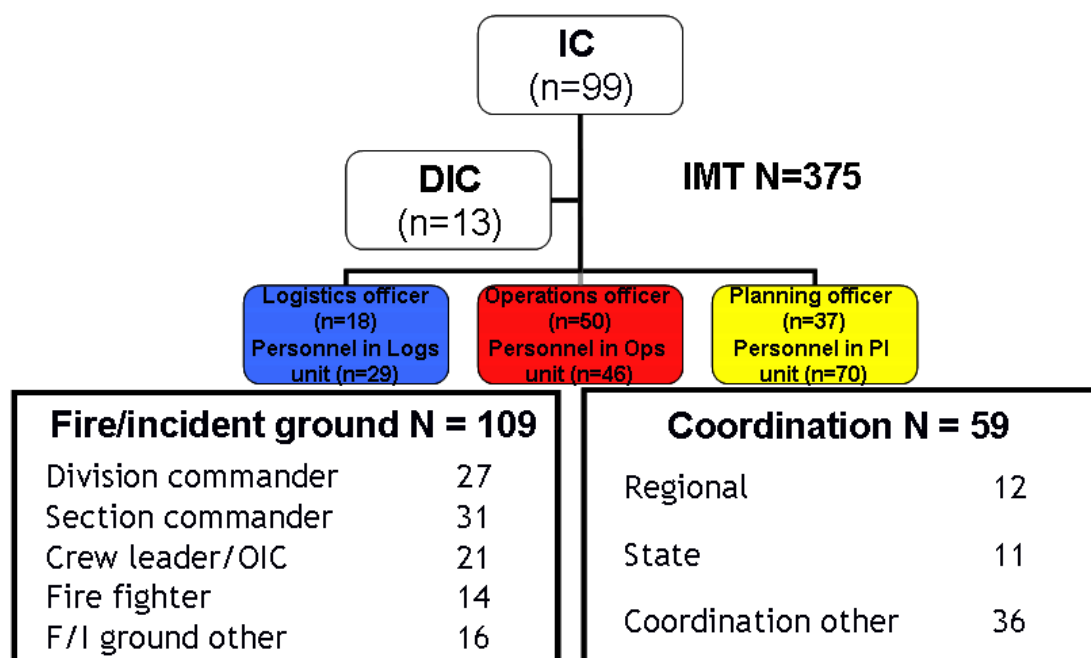 IC
(n=99)
DIC
(n=13)
IMT N=375
Logistics officer
(n=18)
Personnel in Logs
unit (n=29)
Operations officer
(n=50)
Personnel in Ops
unit (n=46)
Planning officer
(n=37)
Personnel in Pl
unit (n=70)
Fire/incident ground N = 109
Division commander 27
Section commander 31
Crew leader/OIC 21
Fire fighter 14
F/I ground other 16
Coordination N = 59
Regional 12
State 11
Coordination other 36